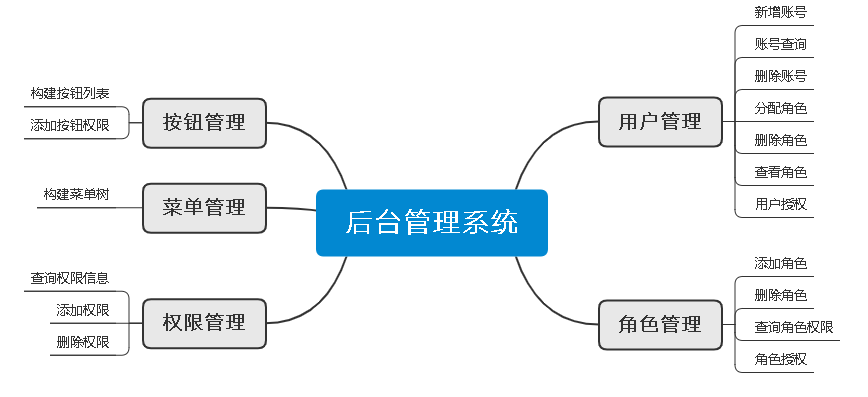 后台管理系统
用户管理
新增账号
账号查询
删除账号
分配角色
删除角色
查看角色
用户授权
角色管理
添加角色
删除角色
查询角色权限
角色授权
按钮管理
构建按钮列表
添加按钮权限
菜单管理
构建菜单树
权限管理
查询权限信息
添加权限
删除权限